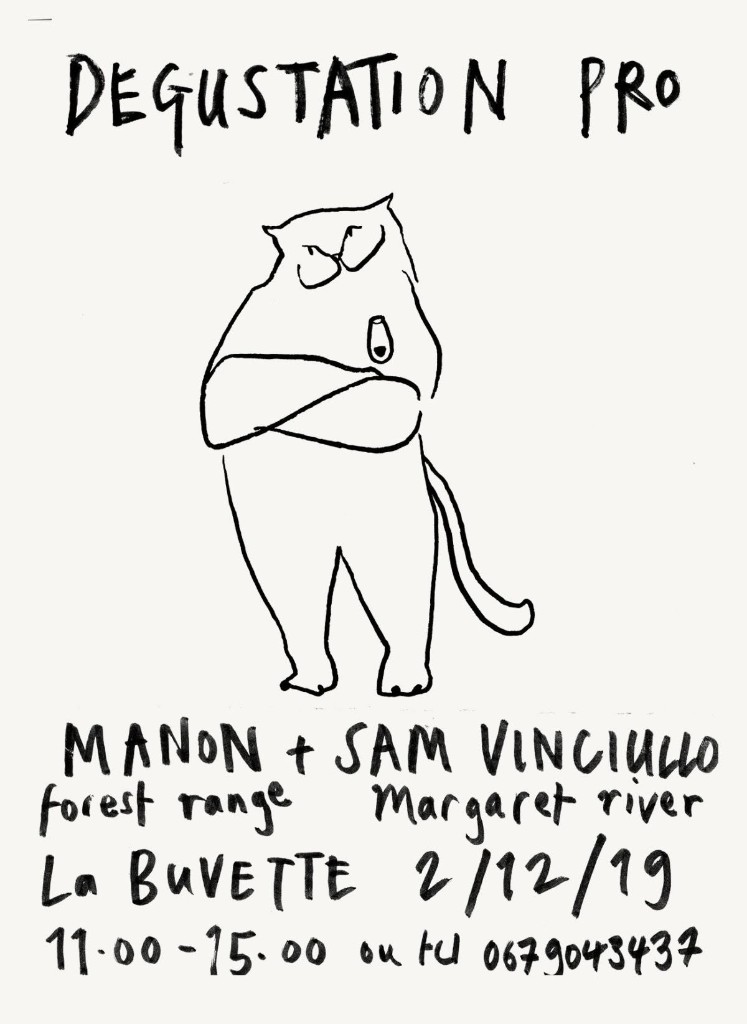 DEGUSTATION PRO
MANON + SAM VINCIULLO
forest range Margaret river
La BUVETTE 2/12/19
11.00 - 15.00 ou tel 0679043437